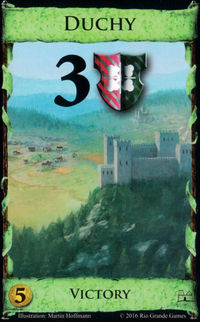 DUCHY
3
5
VICTORY
Illustration: Martin Hoffmann
© 2016 Rio Grande Games